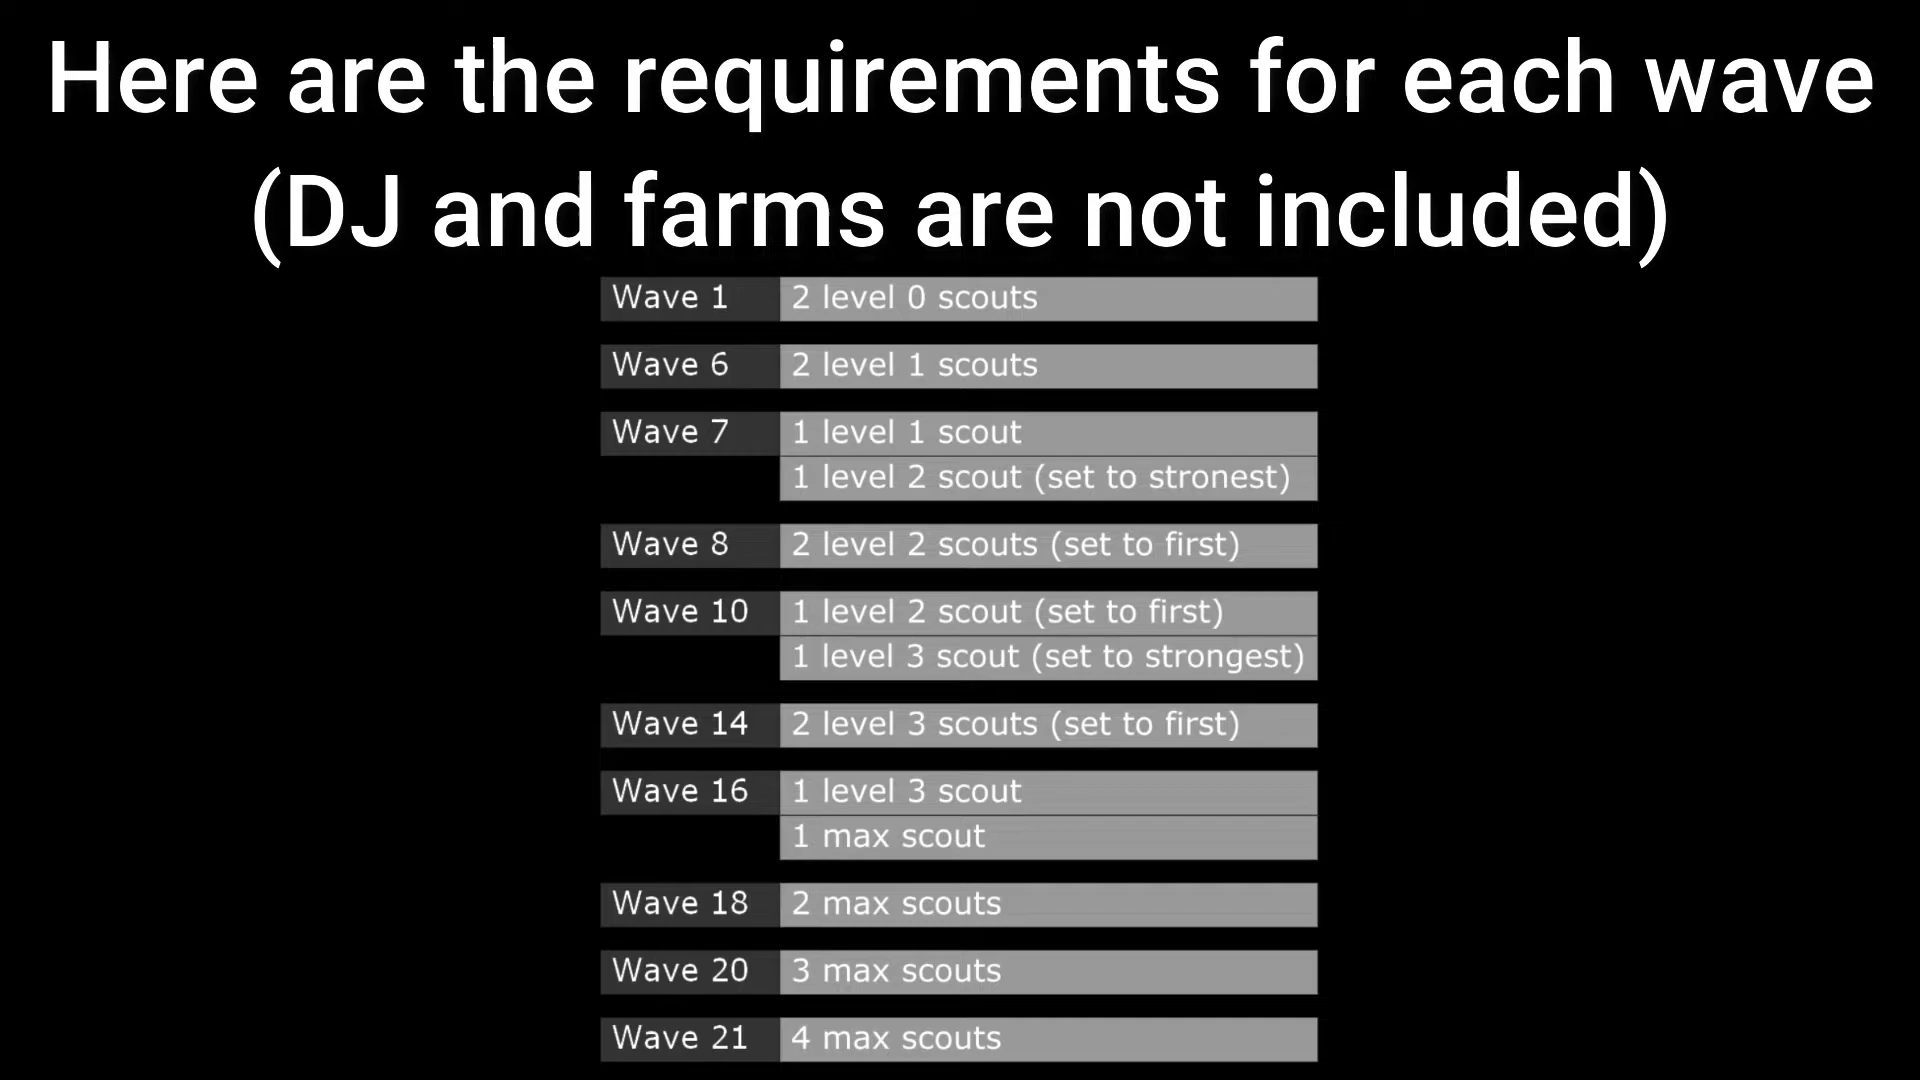 Here are the requirements for each wave
(DJ and farms are not included)
Wave 1 2 level 0 scouts
Wave 6 2 level 1 scouts
Wave 7 1 level 1 scout
1 level 2 scout (set to stronest)
Wave 8 2 level 2 scouts (set to first)
Wave 10 1 level 2 scout (set to first)
1 level 3 scout (set to strongest)
Wave 14 2 level 3 scouts (set to first)
Wave 16 1 level 3 scout
1 max scout
Wave 18 2 max scouts
Wave 20 3 max scouts
Wave 21 4 max scouts